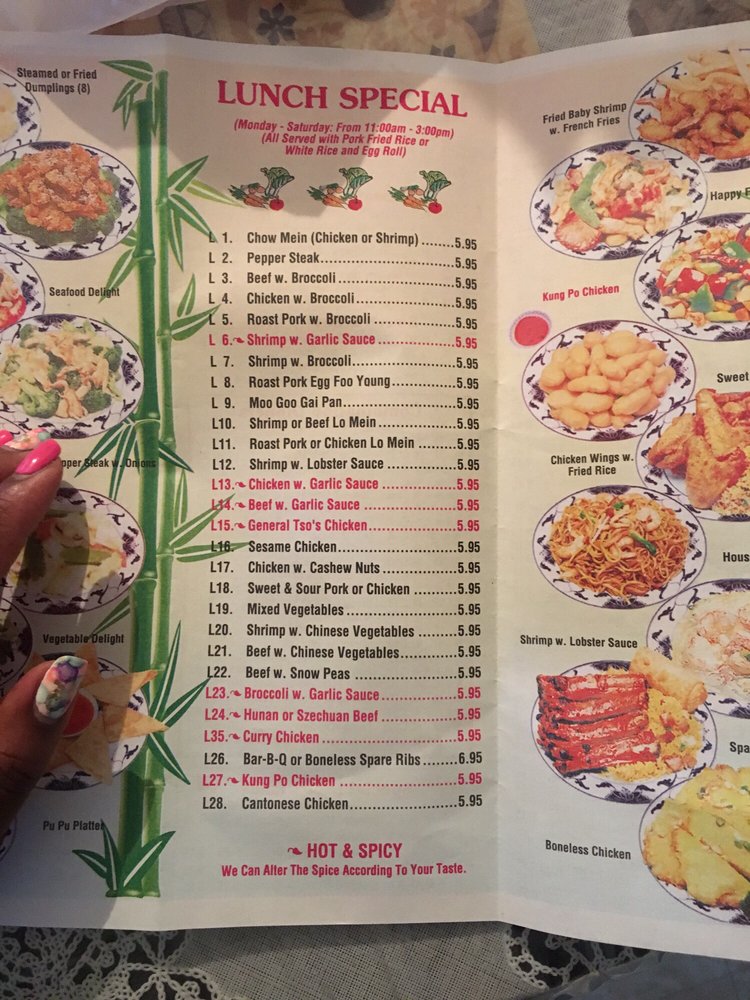 Steamed or Fried
Dumplings (8)
Seafood Delight
pper Steak w. Onions
Vegetable Delight
Pu Pu Platter
LUNCH SPECIAL
(Monday - Saturday: From 11:00am - 3:00pm)
(All Served with Pork Fried Rice or
White Rice and Egg Roll)
L 1. Chow Mein (Chicken or Shrimp) ........5.95
L 2. Pepper Steak.................................5.95
L 3. Beef w. Broccoli.............................5.95
L 4. Chicken w. Broccoli........................5.95
L 5. Roast Pork w. Broccoli....................5.95
L 6. Shrimp w. Garlic Sauce ..................5.95
L 7. Shrimp w. Broccoli.........................5.95
L 8. Roast Pork Egg Foo Young...............5.95
L 9. Moo Goo Gai Pan...........................5.95
L10. Shrimp or Beef Lo Mein ..................5.95
L11. Roast Pork or Chicken Lo Mein .........5.95
L12. Shrimp w. Lobster Sauce .................5.95
L13. Chicken w. Garlic Sauce ..................5.95
L14. Beef w. Garlic Sauce ......................5.95
L15. General Tso's Chicken.....................5.95
L16. Sesame Chicken.............................5.95
L17. Chicken w. Cashew Nuts ..................5.95
L18. Sweet & Sour Pork or Chicken ..........5.95
L19. Mixed Vegetables ...........................5.95
L20. Shrimp w. Chinese Vegetables ..........5.95
L21. Beef w. Chinese Vegetables..............5.95
L22. Beef w. Snow Peas .........................5.95
L23. Broccoli w. Garlic Sauce...................5.95
L24. Hunan or Szechuan Beef ..................5.95
L35. Curry Chicken ................................5.95
L26. Bar-B-Q or Boneless Spare Ribs........6.95
L27. Kung Po Chicken ............................5.95
L28. Cantonese Chicken..........................5.95
HOT & SPICY
We Can Alter The Spice According To Your Taste.
Fried Baby Shrimp
w. French Fries
Happy F
Kung Po Chicken
Sweet
Chicken Wings w.
Fried Rice
Hous
Shrimp w. Lobster Sauce
Spa
Boneless Chicken